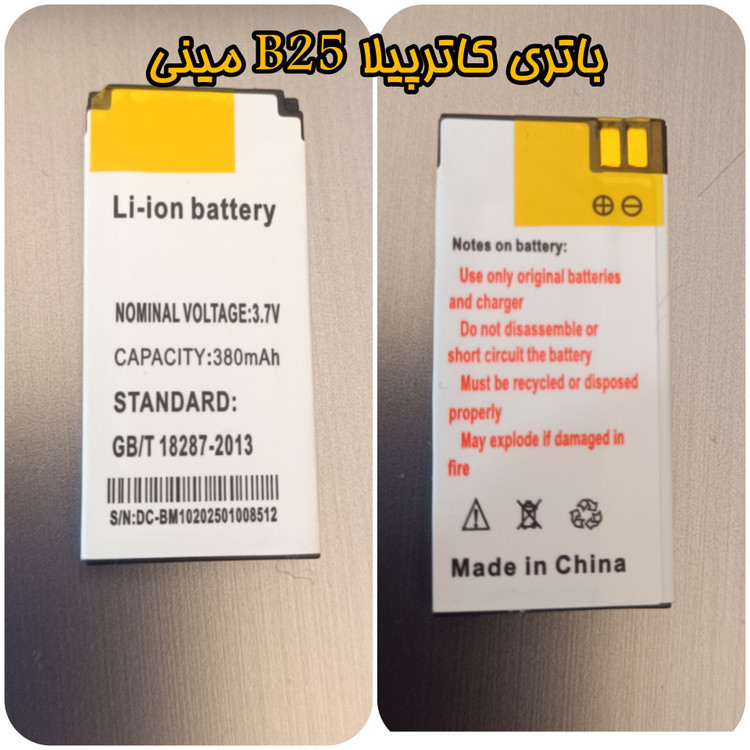 باتری کاترپیلا B25 مینی
Li-ion battery
NOMINAL VOLTAGE:3.7V
CAPACITY:380mAh
STANDARD:
GB/T 18287-2013
S/N:DC-BM10202501008512
Notes on battery:
Use only original batteries
and charger
Do not disassemble or
short circuit the battery
Must be recycled or disposed
properly
May explode if damaged in
fire
Made in China